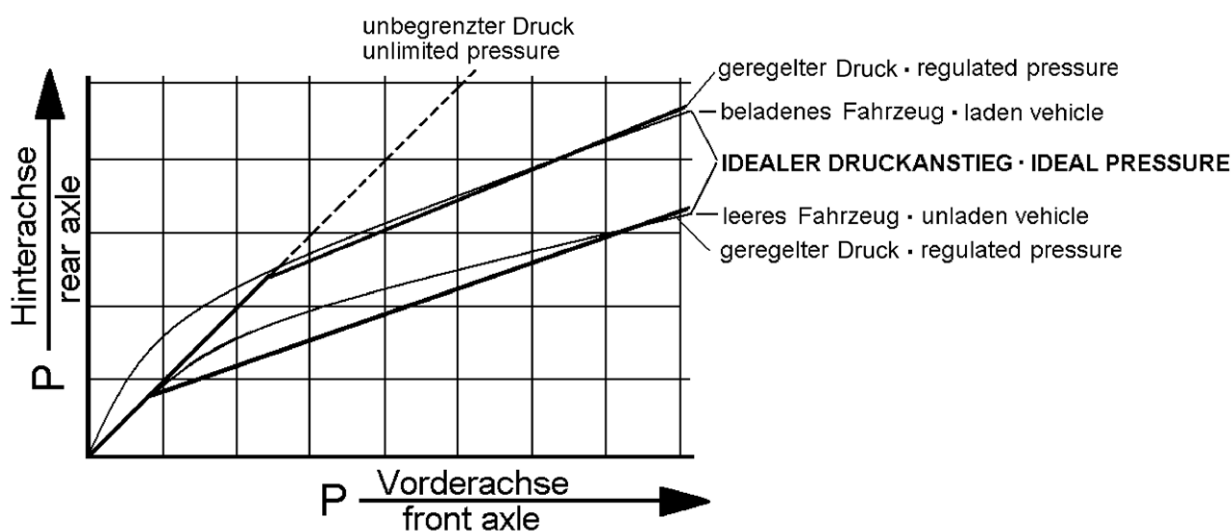 unbegrenzter Druck
unlimited pressure
geregelter Druck · regulated pressure
beladenes Fahrzeug · laden vehicle
IDEALER DRUCKANSTIEG · IDEAL PRESSURE
leeres Fahrzeug · unladen vehicle
geregelter Druck · regulated pressure
P Hinterachse
rear axle
P Vorderachse
front axle